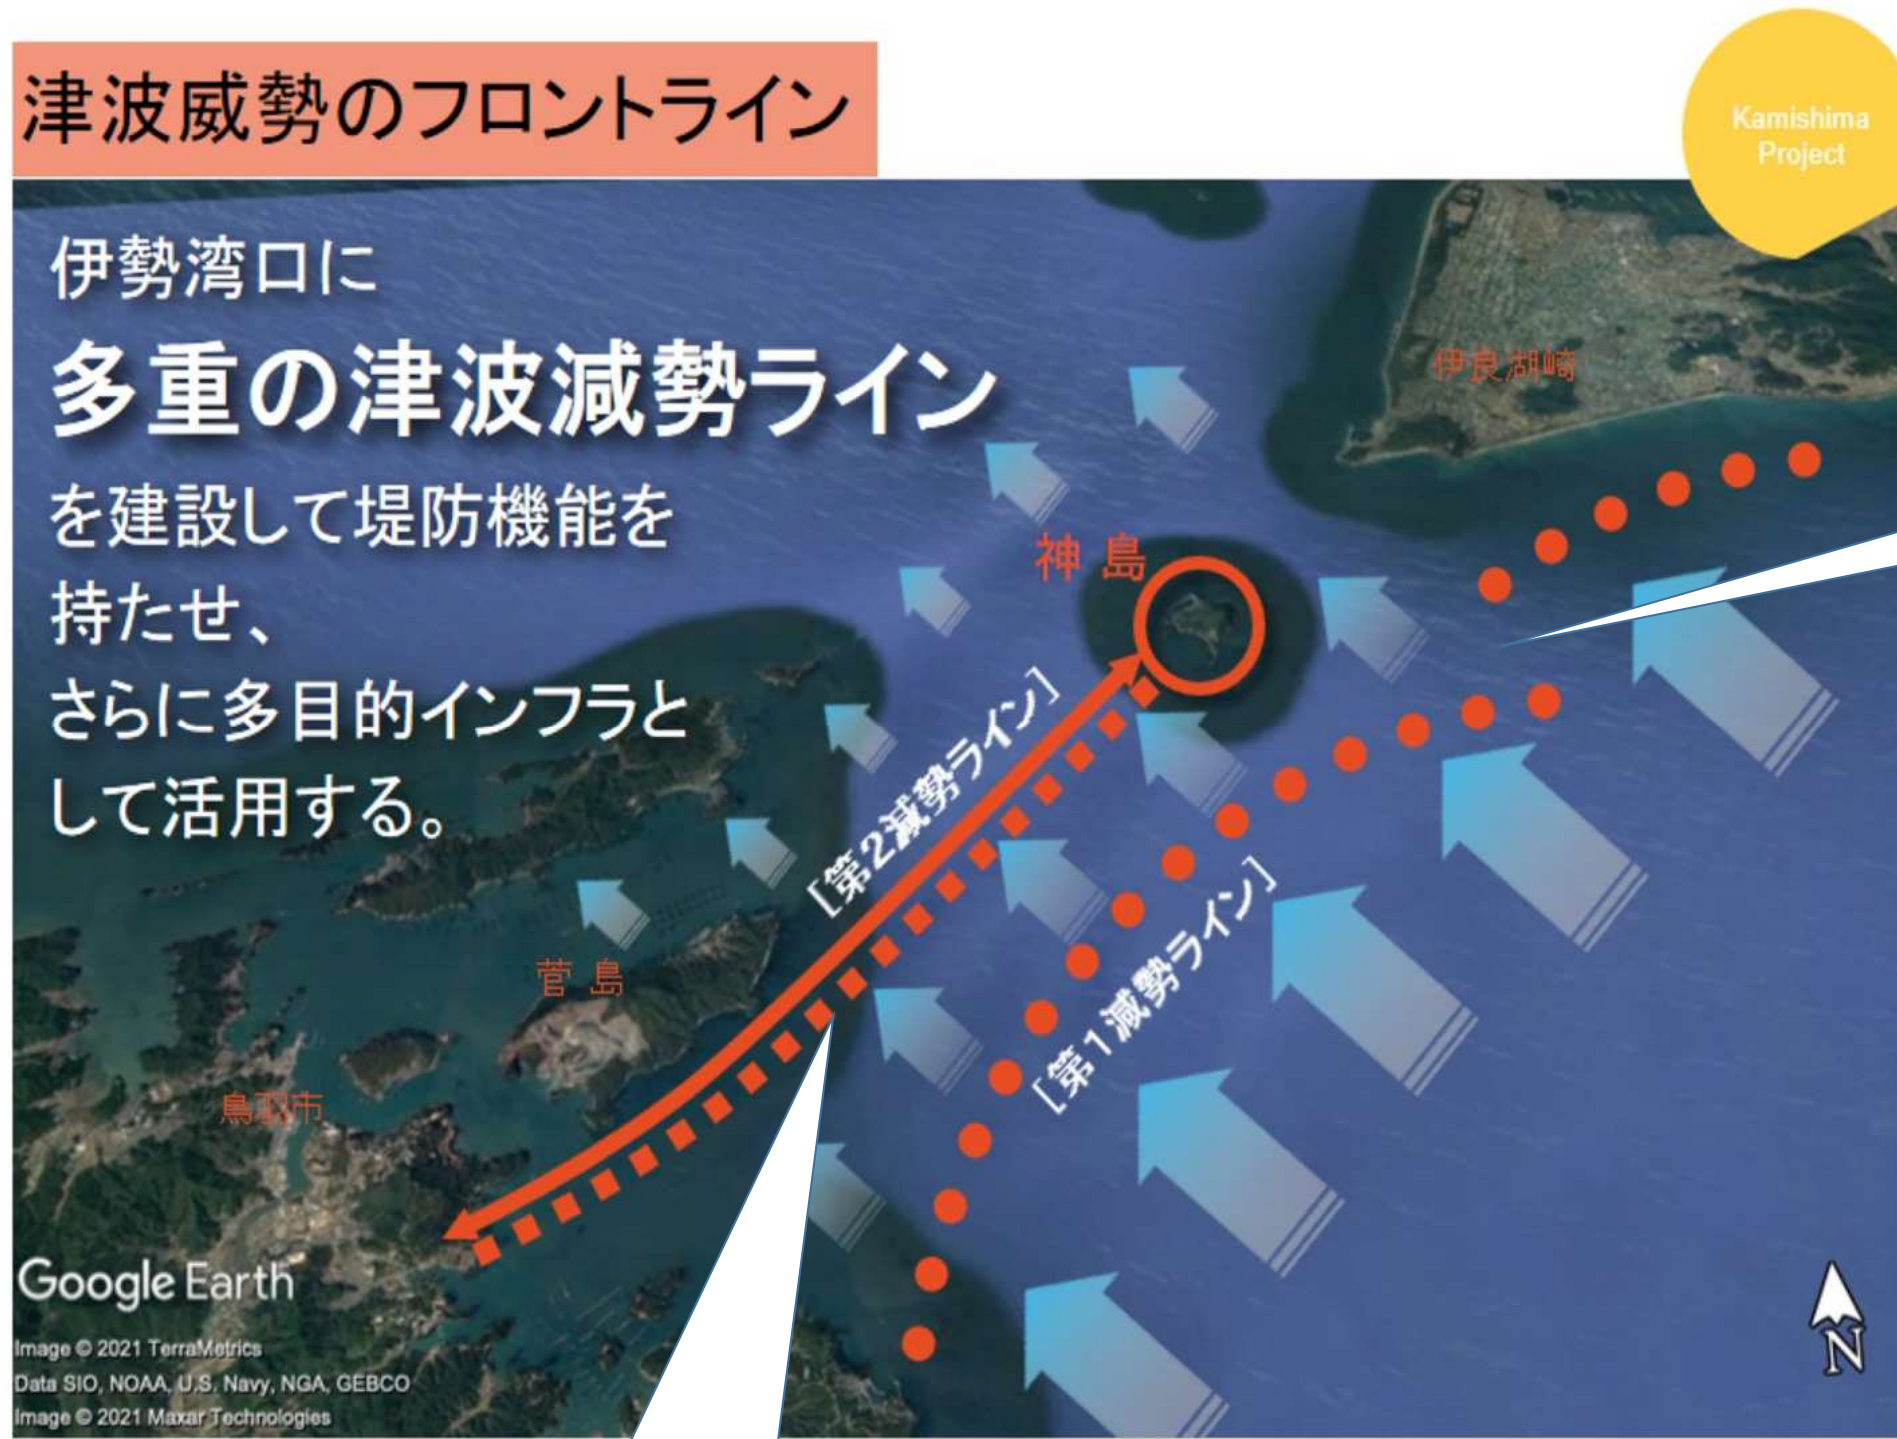 津波威勢のフロントライン
Kamishima
Project
伊勢湾口に
多重の津波減勢ライン
を建設して堤防機能を
持たせ、
さらに多目的インフラと
して活用する。
伊良湖崎
神島
[第2減勢ライン]
[第1減勢ライン]
菅島
鳥羽市
Google Earth
Image © 2021 TerraMetrics
Data SIO, NOAA, U.S. Navy, NGA, GEBCO
Image © 2021 Maxar Technologies
N